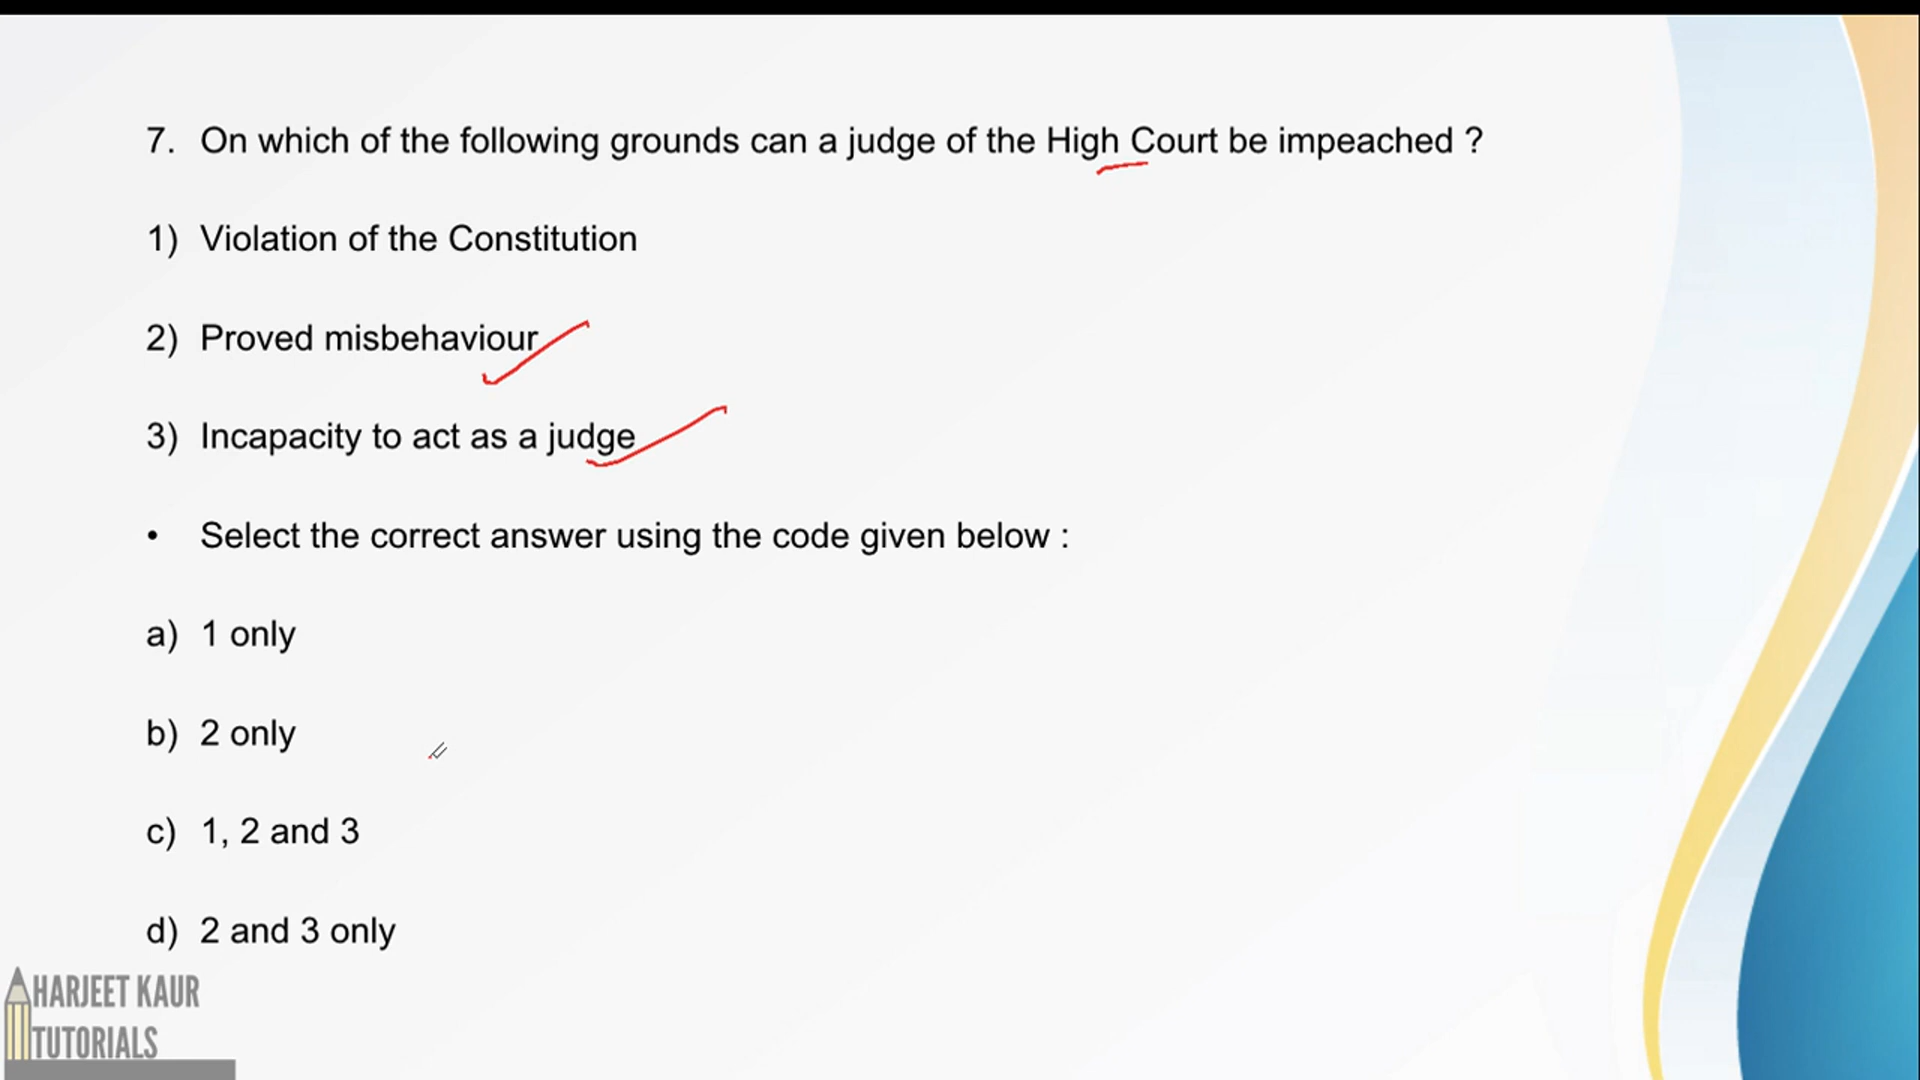 7. On which of the following grounds can a judge of the High Court be impeached ?
1) Violation of the Constitution
2) Proved misbehaviour
3) Incapacity to act as a judge
• Select the correct answer using the code given below :
a) 1 only
b) 2 only
c) 1, 2 and 3
d) 2 and 3 only
HARJEET KAUR
TUTORIALS